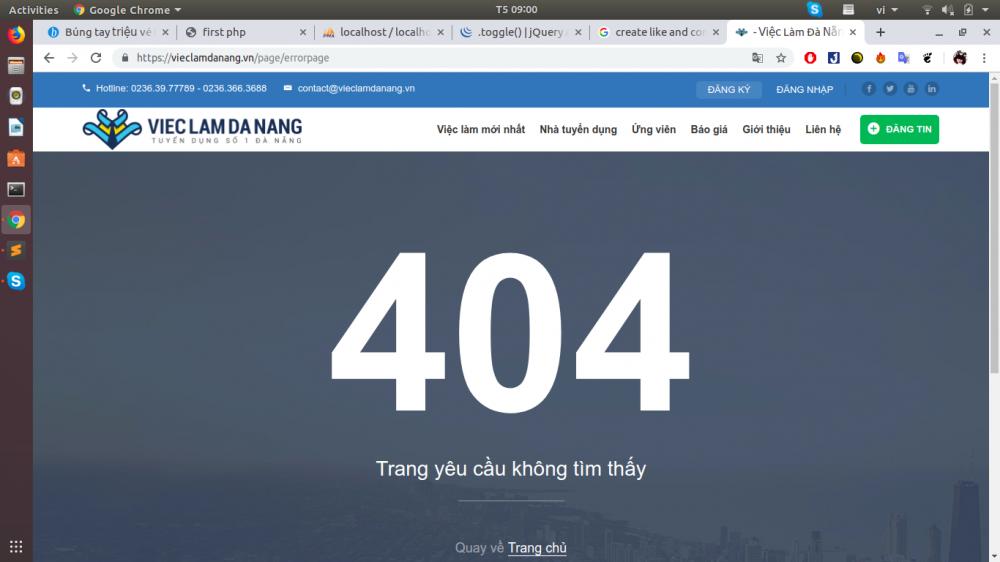 Activities Google Chrome T5 09:00 vi
Búng tay triệu vé first php localhost / localho .toggle() | jQuery create like and con - Việc Làm Đà Nẵn
https://vieclamdanang.vn/page/errorpage
Hotline: 0236.39.77789 - 0236.366.3688 contact@vieclamdanang.vn ĐĂNG KÝ ĐĂNG NHẬP
VIEC LAM DA NANG
TUYỂN DỤNG SỐ 1 ĐÀ NẴNG
Việc làm mới nhất Nhà tuyển dụng Ứng viên Báo giá Giới thiệu Liên hệ ĐĂNG TIN
404
Trang yêu cầu không tìm thấy
Quay về Trang chủ